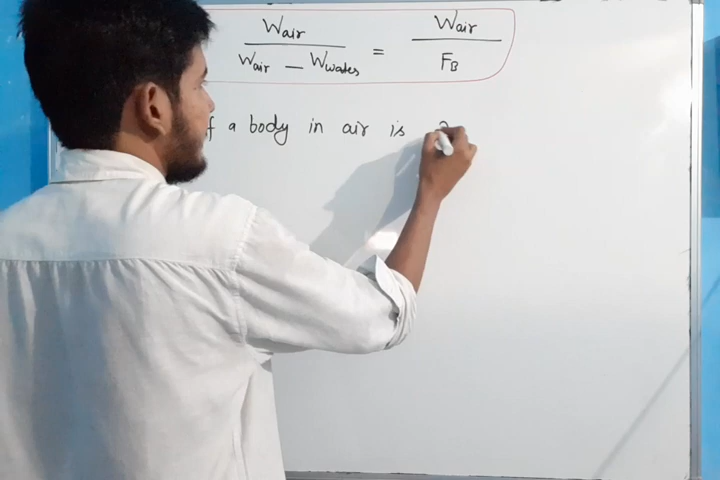 Wair / Wair — Wwater = Wair / FB
a body in air is